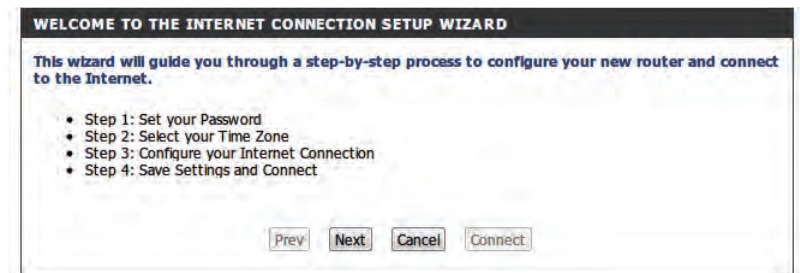 WELCOME TO THE INTERNET CONNECTION SETUP WIZARD
This wizard will guide you through a step-by-step process to configure your new router and connect
to the Internet.
• Step 1: Set your Password
• Step 2: Select your Time Zone
• Step 3: Configure your Internet Connection
• Step 4: Save Settings and Connect
Prev Next Cancel Connect